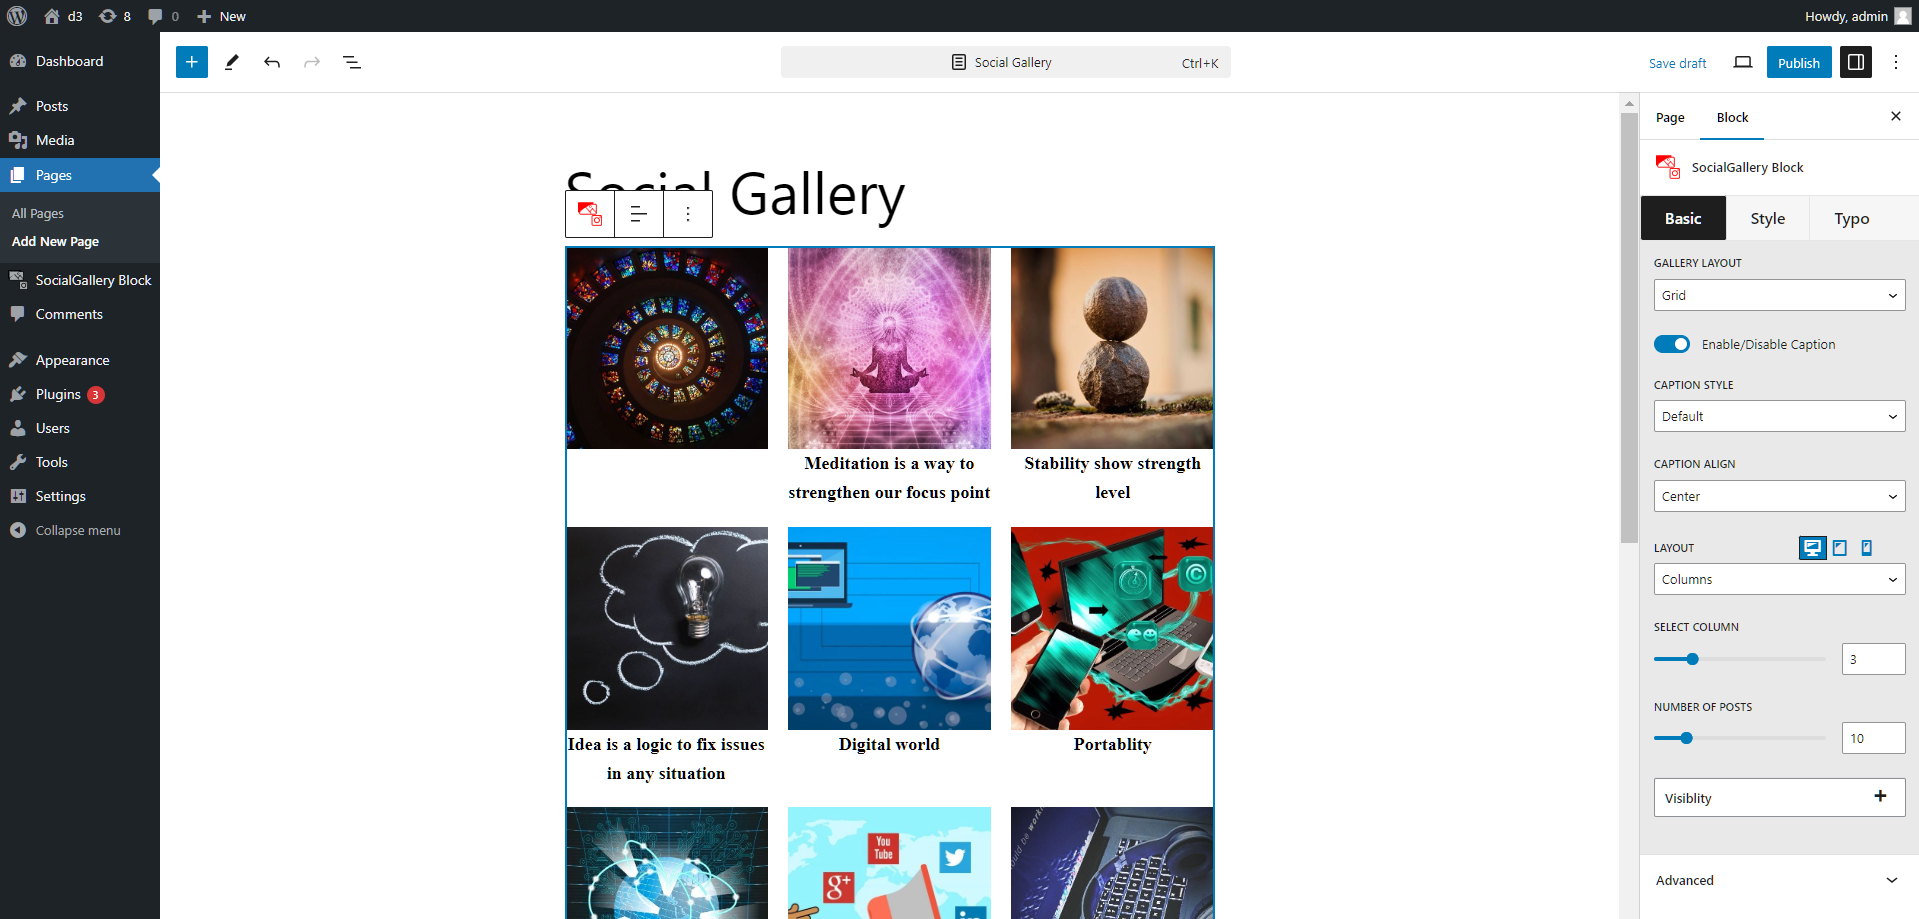 d3
8
0
New
Howdy, admin
Dashboard
Posts
Media
Pages
All Pages
Add New Page
SocialGallery Block
Comments
Appearance
Plugins 3
Users
Tools
Settings
Collapse menu
Social Gallery
Ctrl+K
Save draft
Publish
Social Gallery
Meditation is a way to
strengthen our focus point
Stability show strength
level
Idea is a logic to fix issues
in any situation
Digital world
Portablity
You
Tube
g+
in
Page
Block
SocialGallery Block
Basic
Style
Typo
GALLERY LAYOUT
Grid
Enable/Disable Caption
CAPTION STYLE
Default
CAPTION ALIGN
Center
LAYOUT
Columns
SELECT COLUMN
3
NUMBER OF POSTS
10
Visiblity
Advanced